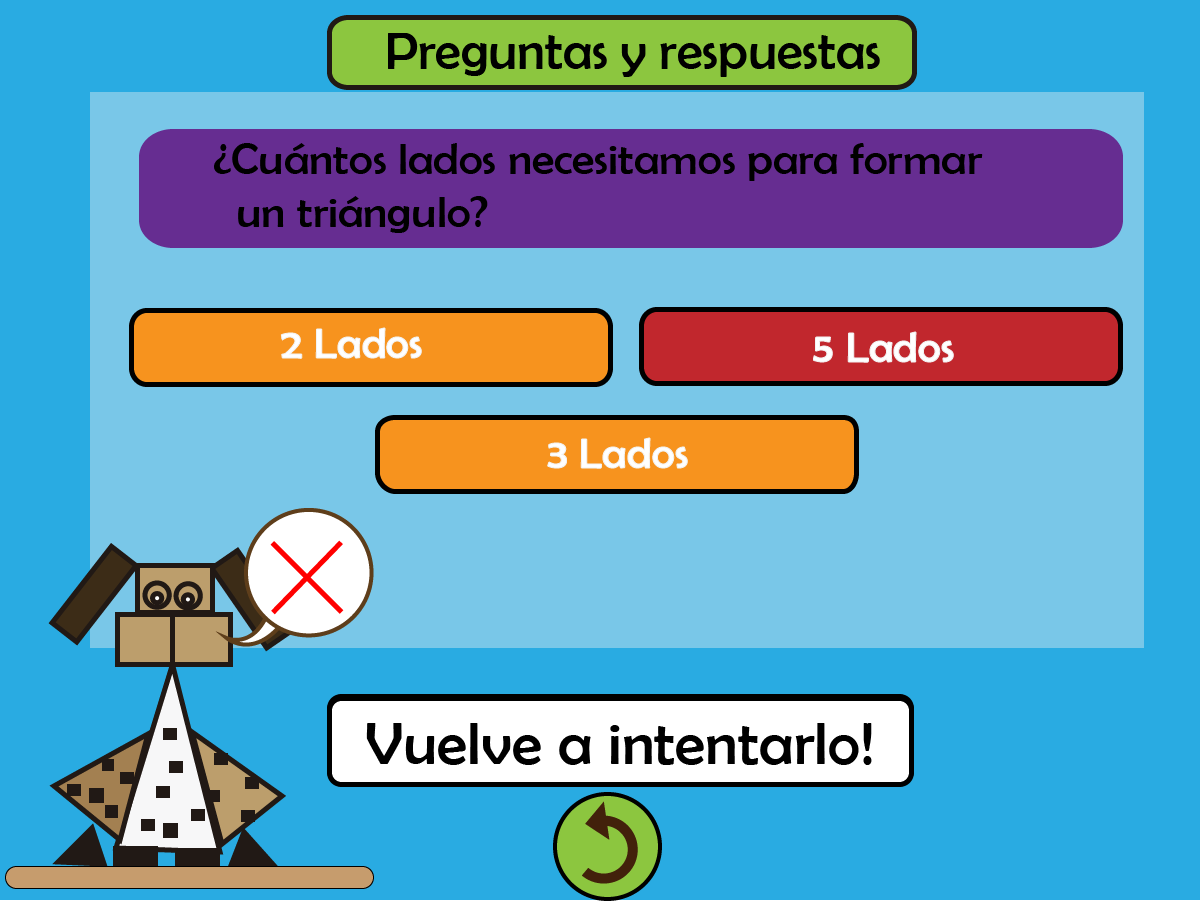 Preguntas y respuestas
¿Cuántos lados necesitamos para formar
un triángulo?
2 Lados
5 Lados
3 Lados
Vuelve a intentarlo!